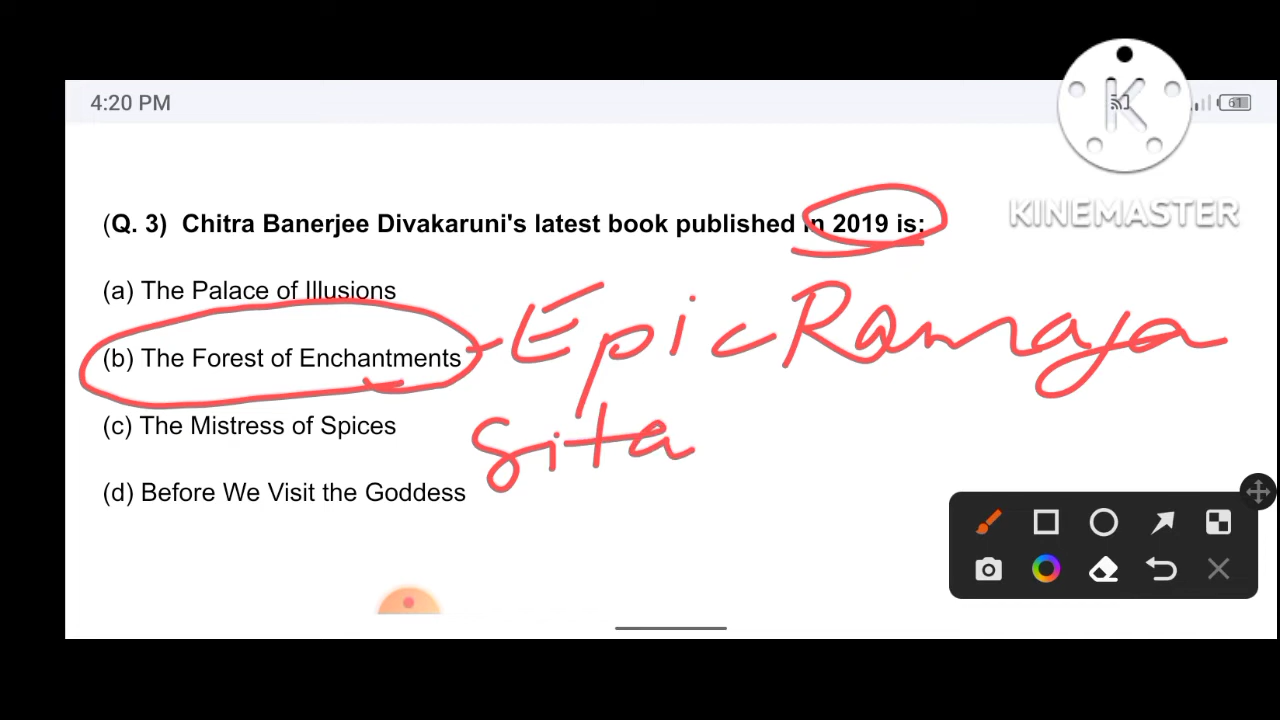 4:20 PM
61
KINEMASTER
(Q. 3) Chitra Banerjee Divakaruni's latest book published in 2019 is:
(a) The Palace of Illusions
(b) The Forest of Enchantments
- Epic Ramaya
(c) The Mistress of Spices
Sita
(d) Before We Visit the Goddess